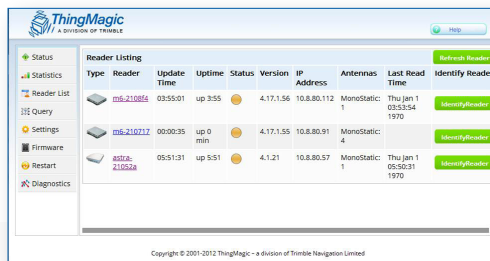 ThingMagic
// A DIVISION OF TRIMBLE
Help
Status
Statistics
Reader List
Query
Settings
Firmware
Restart
Diagnostics
Reader Listing
Refresh Reader
Type Reader Update Time Uptime Status Version IP Address Antennas Last Read Time Identify Reade
m6-2108f4 03:55:01 up 3:55 4.17.1.56 10.8.80.112 MonoStatic: 1 Thu Jan 1 03:53:54 1970 IdentifyReader
m6-210717 00:00:35 up 0 min 4.17.1.55 10.8.80.91 MonoStatic: 4 IdentifyReader
astra-21052a 05:51:31 up 5:51 4.1.21 10.8.80.57 MonoStatic: 1 Thu Jan 1 05:50:31 1970 IdentifyReader
Copyright © 2001-2012 ThingMagic – a division of Trimble Navigation Limited